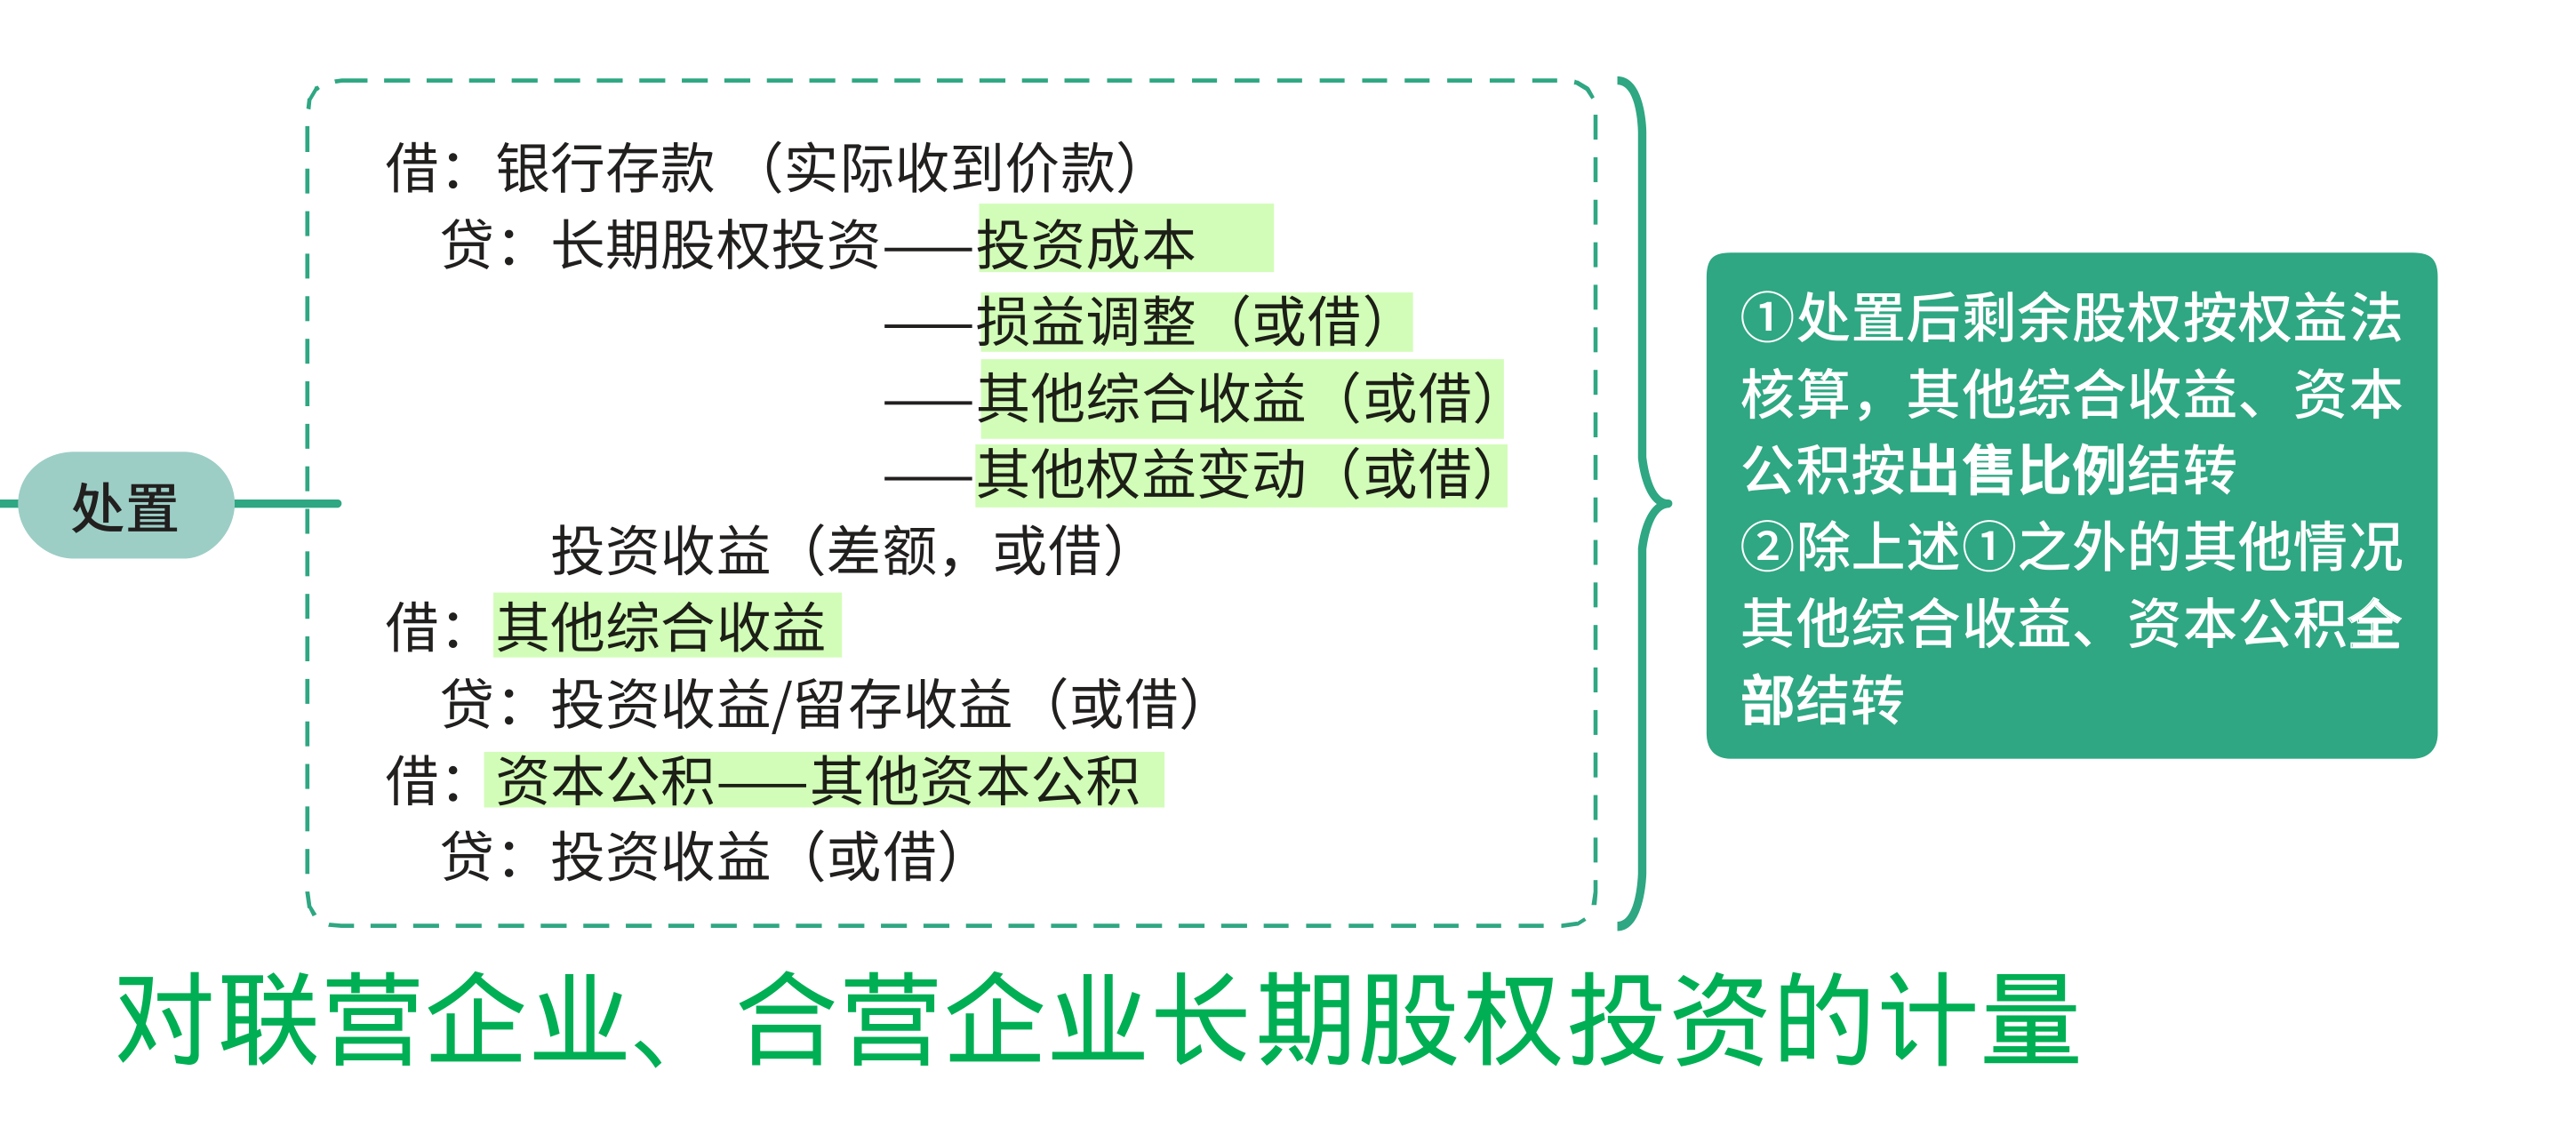 处置
借：银行存款（实际收到价款）
贷：长期股权投资——投资成本
——损益调整（或借）
——其他综合收益（或借）
——其他权益变动（或借）
投资收益（差额，或借）
借：其他综合收益
贷：投资收益/留存收益（或借）
借：资本公积——其他资本公积
贷：投资收益（或借）
①处置后剩余股权按权益法
核算，其他综合收益、资本
公积按出售比例结转
②除上述①之外的其他情况
其他综合收益、资本公积全
部结转
对联营企业、合营企业长期股权投资的计量